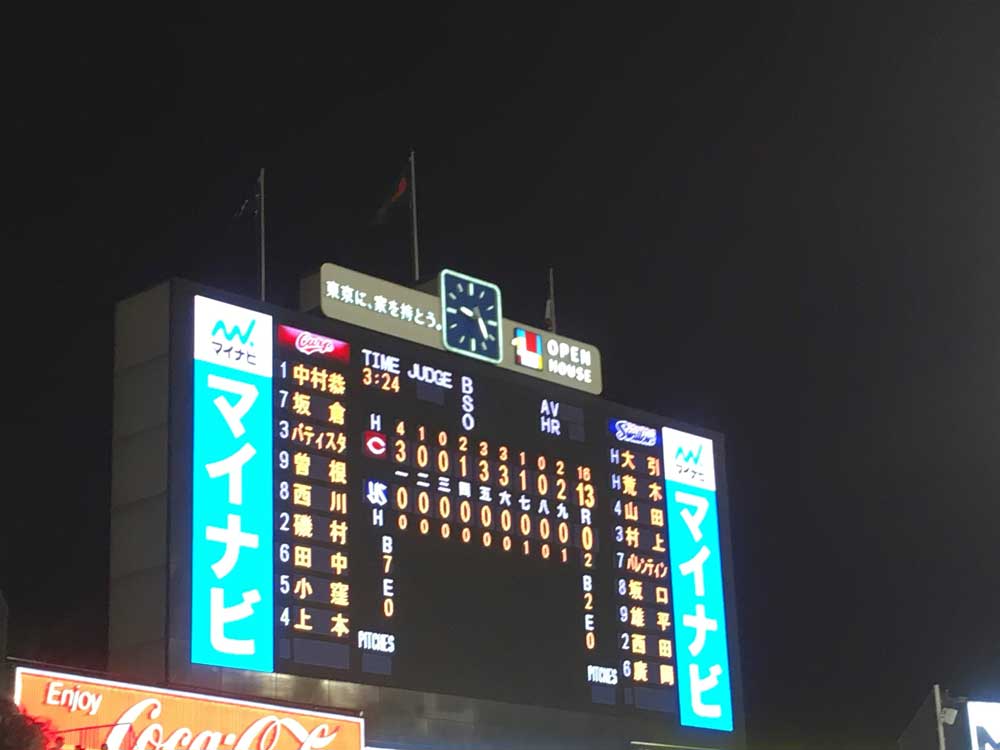 東京に、家を持とう。
OPEN
HOUSE
マイナビ
マイナビ
Carp
TIME JUDGE
3:24
B
S
O
AV
HR
Swallows
マイナビ
マイナビ
1 中村恭
7 坂倉
3 バティスタ
9 曽根
8 西川
2 磯村
6 田中
5 小窪
4 上本
H 4 1 0 2 3 3 1 0 2 16
C 3 0 0 1 3 3 1 0 2 13
一 二 三 四 五 六 七 八 九 R
YS 0 0 0 0 0 0 0 0 0 0
H 0 0 0 0 0 0 1 0 1 2
B
7
E
0
PITCHES
B
2
E
0
PITCHES
H 大引
H 荒木
4 山田
3 村上
7 バレンティン
8 坂口
9 雄平
2 西田
6 廣岡
Enjoy
Coca-Cola